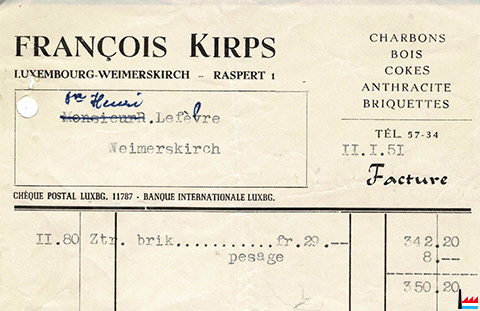 FRANÇOIS KIRPS
LUXEMBOURG-WEIMERSKIRCH – RASPERT 1
CHARBONS
BOIS
COKES
ANTHRACITE
BRIQUETTES
TÉL. 57-34
Henri
Monsieur R. Lefèbvre
Weimerskirch
II.I.51
Facture
CHÈQUE POSTAL LUXBG. 11787 - BANQUE INTERNATIONALE LUXBG.
II.80 Ztr. brik...........fr.29.-- 342.20
pesage 8.--
350.20